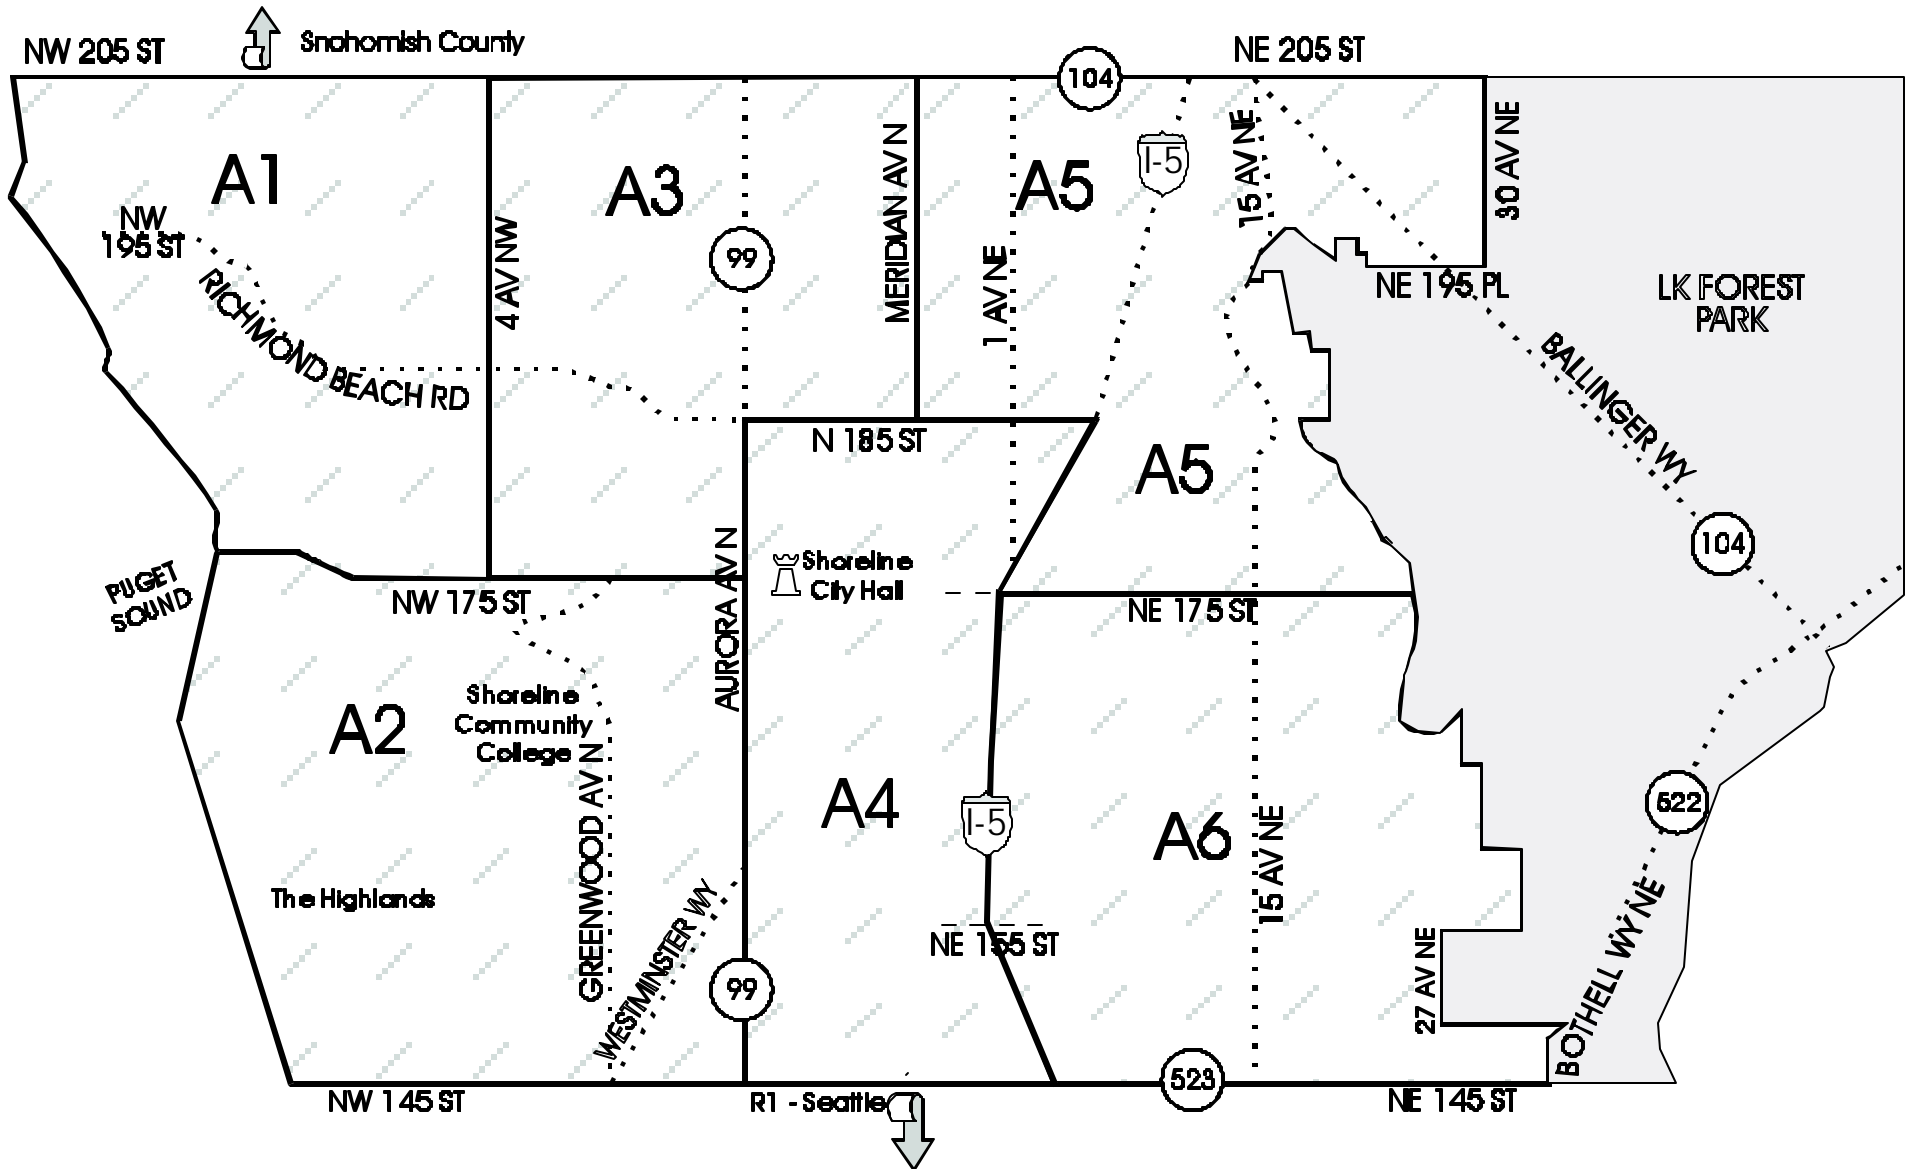 NW 205 ST
Snohomish County
NE 205 ST
104
A1
A3
A5
I-5
15 AV NE
30 AV NE
MERIDIAN AV N
NW
195 ST
4 AV NW
99
1 AV NE
RICHMOND BEACH RD
NE 195 PL
LK FOREST
PARK
BALLINGER WY
N 185 ST
A5
104
AURORA AV N
Shoreline
City Hall
PUGET
SOUND
NW 175 ST
NE 175 ST
A2
Shoreline
Community
College
GREENWOOD AV N
A4
I-5
A6
15 AV NE
522
The Highlands
WESTMINSTER WY
NE 155 ST
27 AV NE
BOTHELL WY NE
99
523
NW 145 ST
R1 - Seattle
NE 145 ST